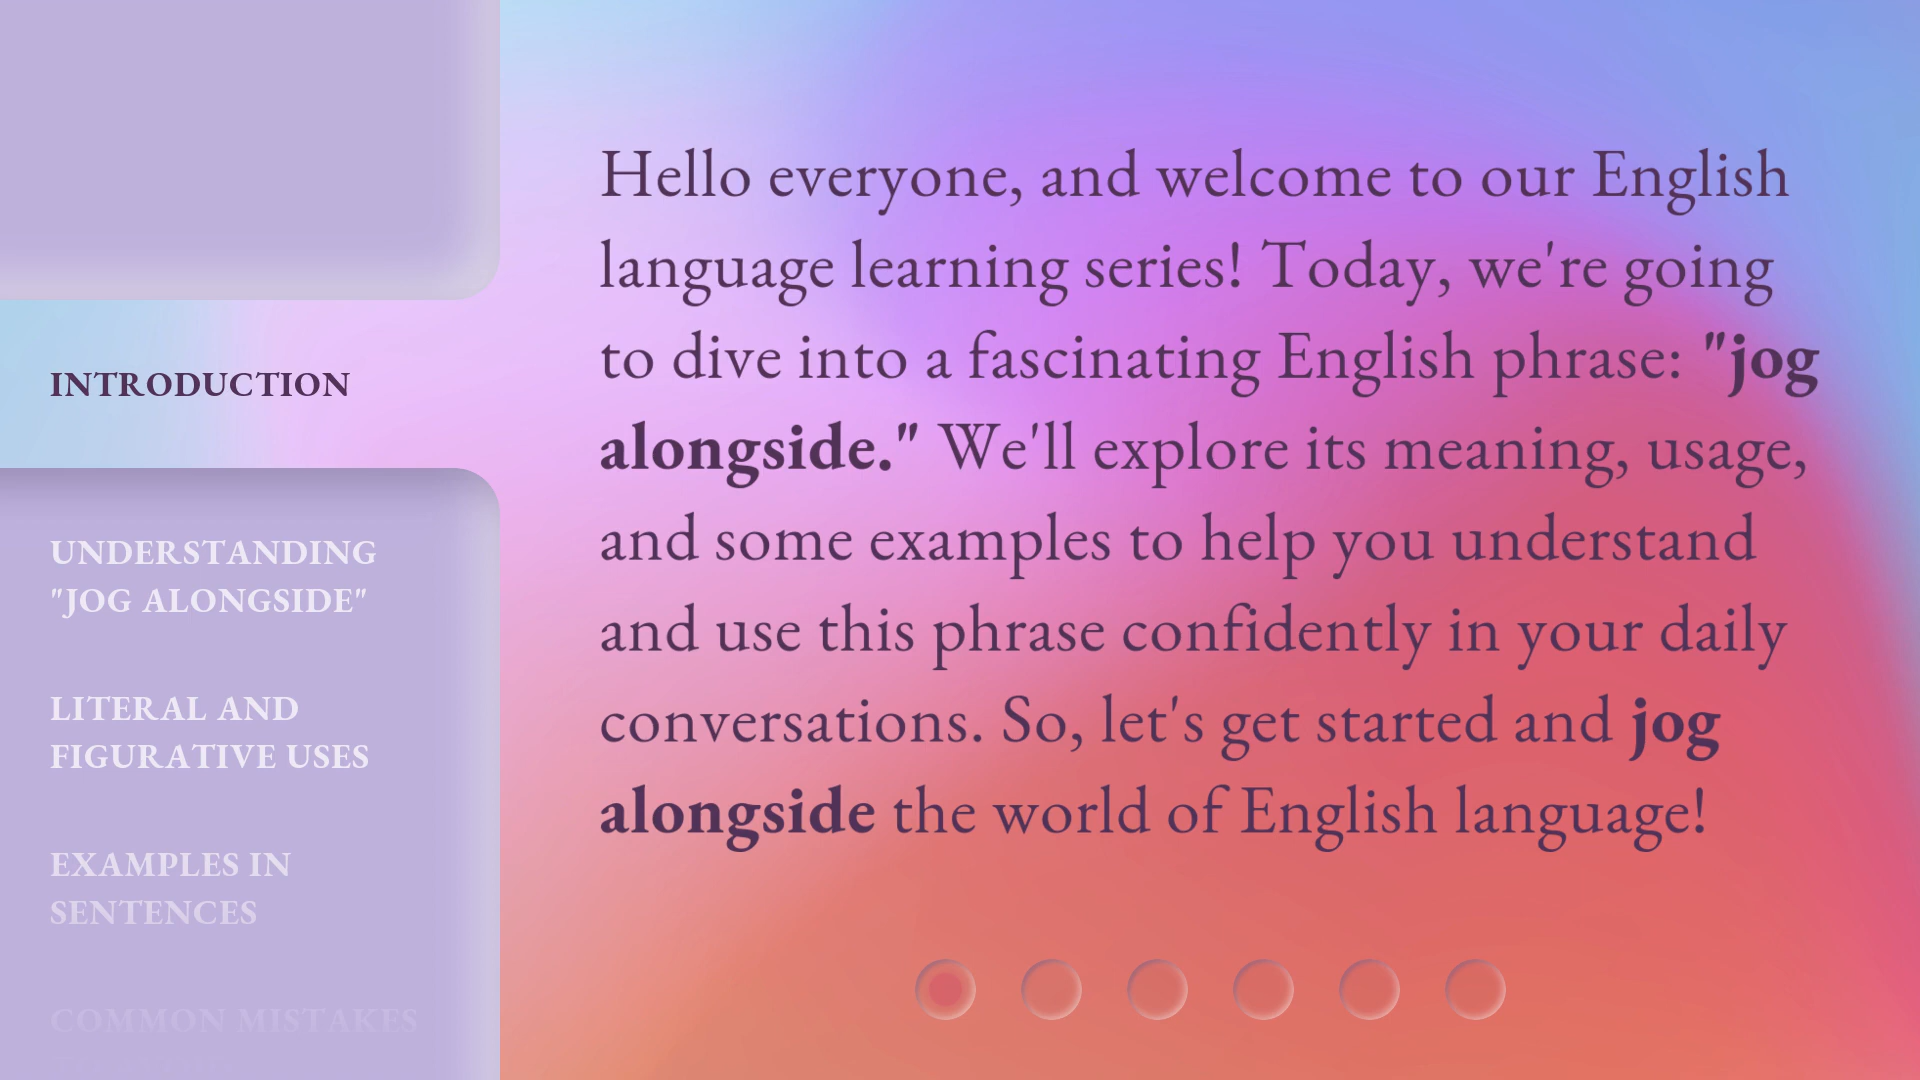 INTRODUCTION
UNDERSTANDING
"JOG ALONGSIDE"
LITERAL AND
FIGURATIVE USES
EXAMPLES IN
SENTENCES
COMMON MISTAKES
Hello everyone, and welcome to our English
language learning series! Today, we're going
to dive into a fascinating English phrase: "jog
alongside." We'll explore its meaning, usage,
and some examples to help you understand
and use this phrase confidently in your daily
conversations. So, let's get started and jog
alongside the world of English language!